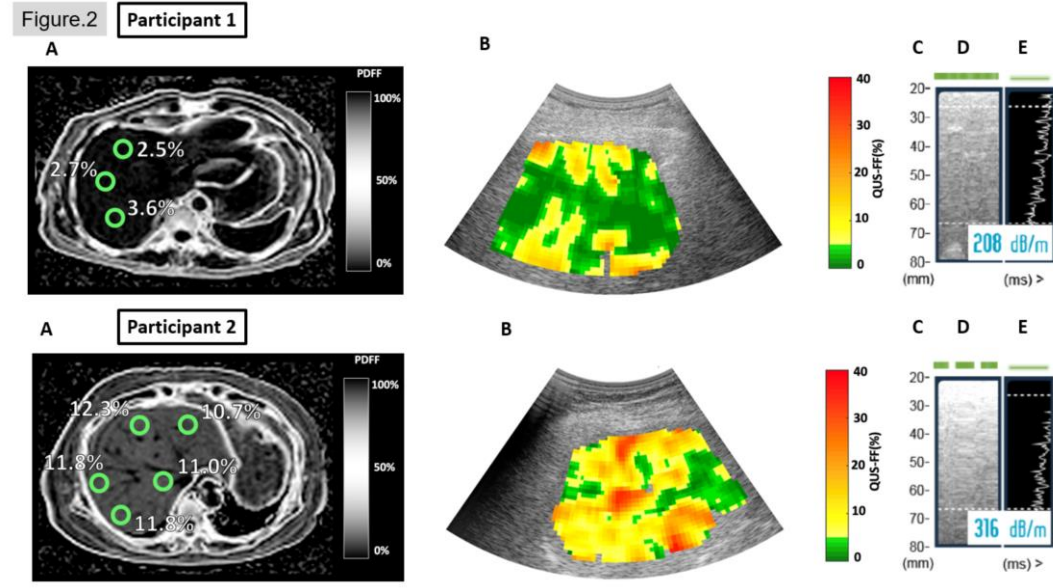 Figure.2
Participant 1
A
B
C
D
E
PDFF
100%
50%
0%
2.5%
2.7%
3.6%
40
30
20
10
0
QUS-FF(%)
20-
30-
40-
50-
60-
70-
80-
(mm)
208 dB/m
(ms) >
A
Participant 2
B
C
D
E
PDFF
100%
50%
0%
12.3%
10.7%
11.8%
11.0%
11.8%
40
30
20
10
0
QUS-FF(%)
20-
30-
40-
50-
60-
70-
80-
(mm)
316 dB/m
(ms) >